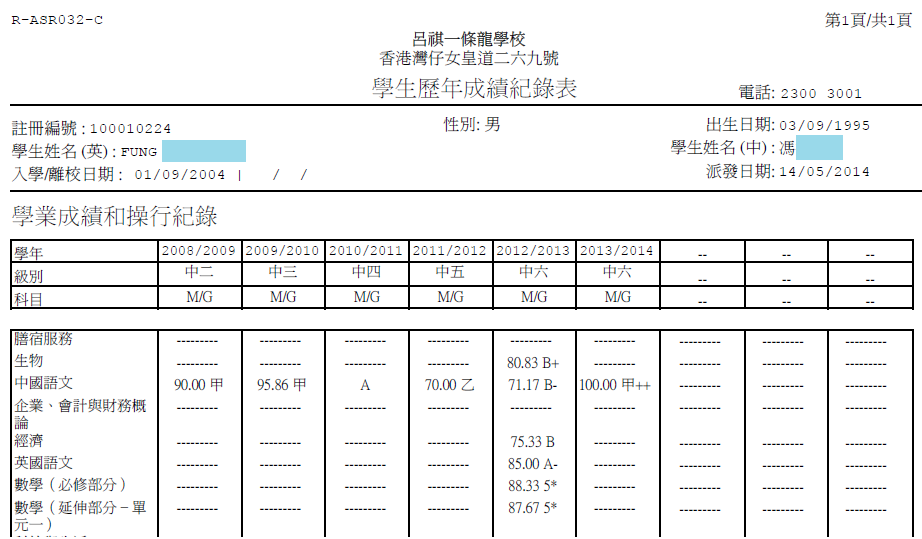 R-ASR032-C 第1頁/共1頁
呂祺一條龍學校
香港灣仔女皇道二六九號
學生歷年成績紀錄表
電話: 2300 3001
註冊編號 : 100010224 性別: 男 出生日期: 03/09/1995
學生姓名 (英) : FUNG 學生姓名 (中) : 馮
入學/離校日期 : 01/09/2004 | / / 派發日期: 14/05/2014
學業成績和操行紀錄
學年 2008/2009 2009/2010 2010/2011 2011/2012 2012/2013 2013/2014 -- -- --
級別 中二 中三 中四 中五 中六 中六 -- -- --
科目 M/G M/G M/G M/G M/G M/G -- -- --
膳宿服務 --------- --------- --------- --------- --------- --------- --------- --------- ---------
生物 --------- --------- --------- --------- 80.83 B+ --------- --------- --------- ---------
中國語文 90.00 甲 95.86 甲 A 70.00 乙 71.17 B- 100.00 甲++ --------- --------- ---------
企業、會計與財務概 --------- --------- --------- --------- --------- --------- --------- --------- ---------
論
經濟 --------- --------- --------- --------- 75.33 B --------- --------- --------- ---------
英國語文 --------- --------- --------- --------- 85.00 A- --------- --------- --------- ---------
數學（必修部分） --------- --------- --------- --------- 88.33 5* --------- --------- --------- ---------
數學（延伸部分－單 --------- --------- --------- --------- 87.67 5* --------- --------- --------- ---------
元一）